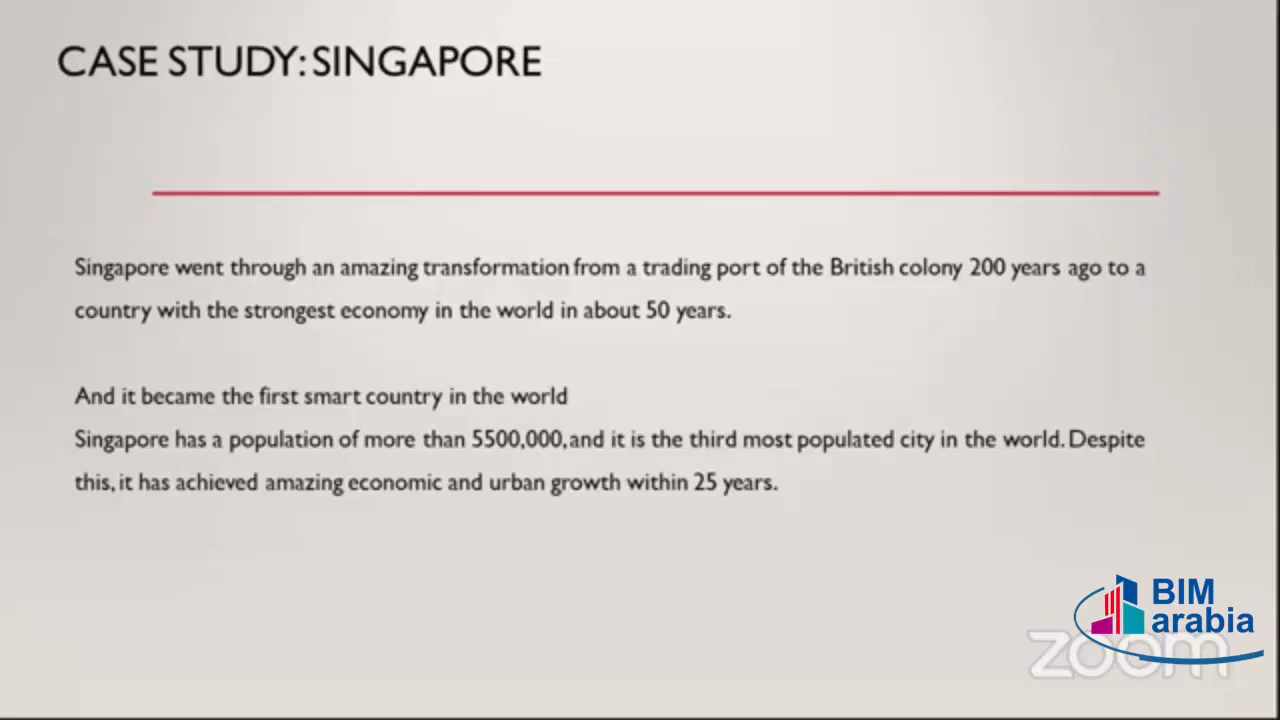 CASE STUDY: SINGAPORE
Singapore went through an amazing transformation from a trading port of the British colony 200 years ago to a
country with the strongest economy in the world in about 50 years.
And it became the first smart country in the world
Singapore has a population of more than 5500,000, and it is the third most populated city in the world. Despite
this, it has achieved amazing economic and urban growth within 25 years.
BIM
arabia
zoom